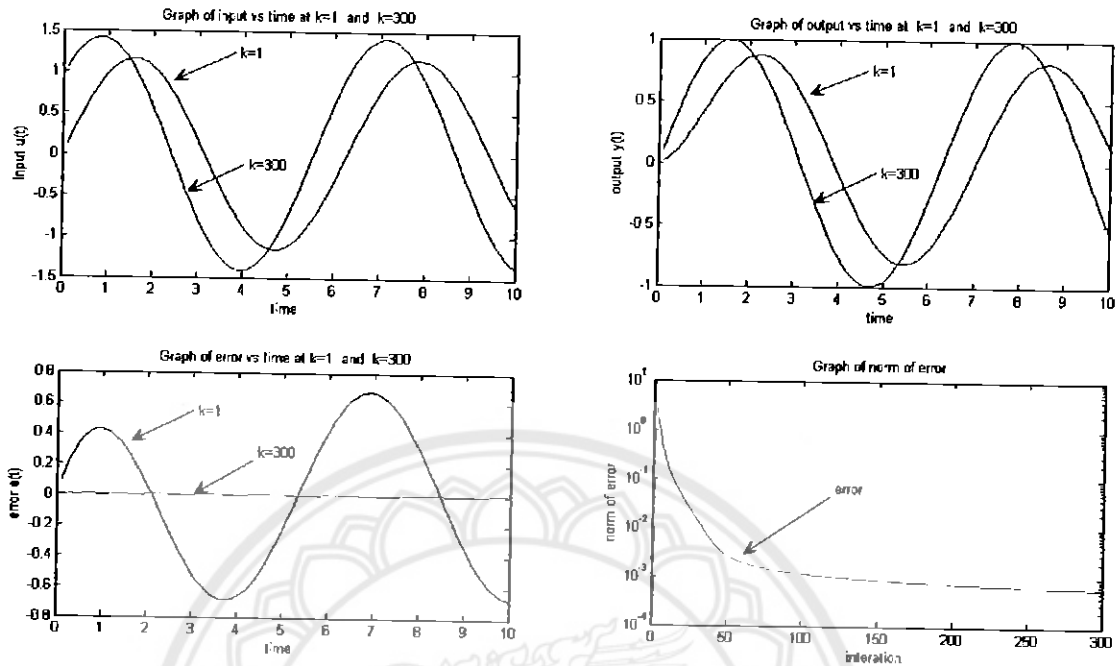 Graph of input vs time at k=1 and k=300
1.5
1
0.5
0
-0.5
-1
-1.5
Input u(t)
k=1
k=300
0 1 2 3 4 5 6 7 8 9 10
time
Graph of output vs time at k=1 and k=300
1
0.5
0
-0.5
-1
output y(t)
k=1
k=300
0 1 2 3 4 5 6 7 8 9 10
time
Graph of error vs time at k=1 and k=300
0.8
0.6
0.4
0.2
0
-0.2
-0.4
-0.6
-0.8
error e(t)
k=1
k=300
0 1 2 3 4 5 6 7 8 9 10
time
Graph of norm of error
10¹
10⁰
10⁻¹
10⁻²
10⁻³
10⁻⁴
norm of error
error
0 50 100 150 200 250 300
interation